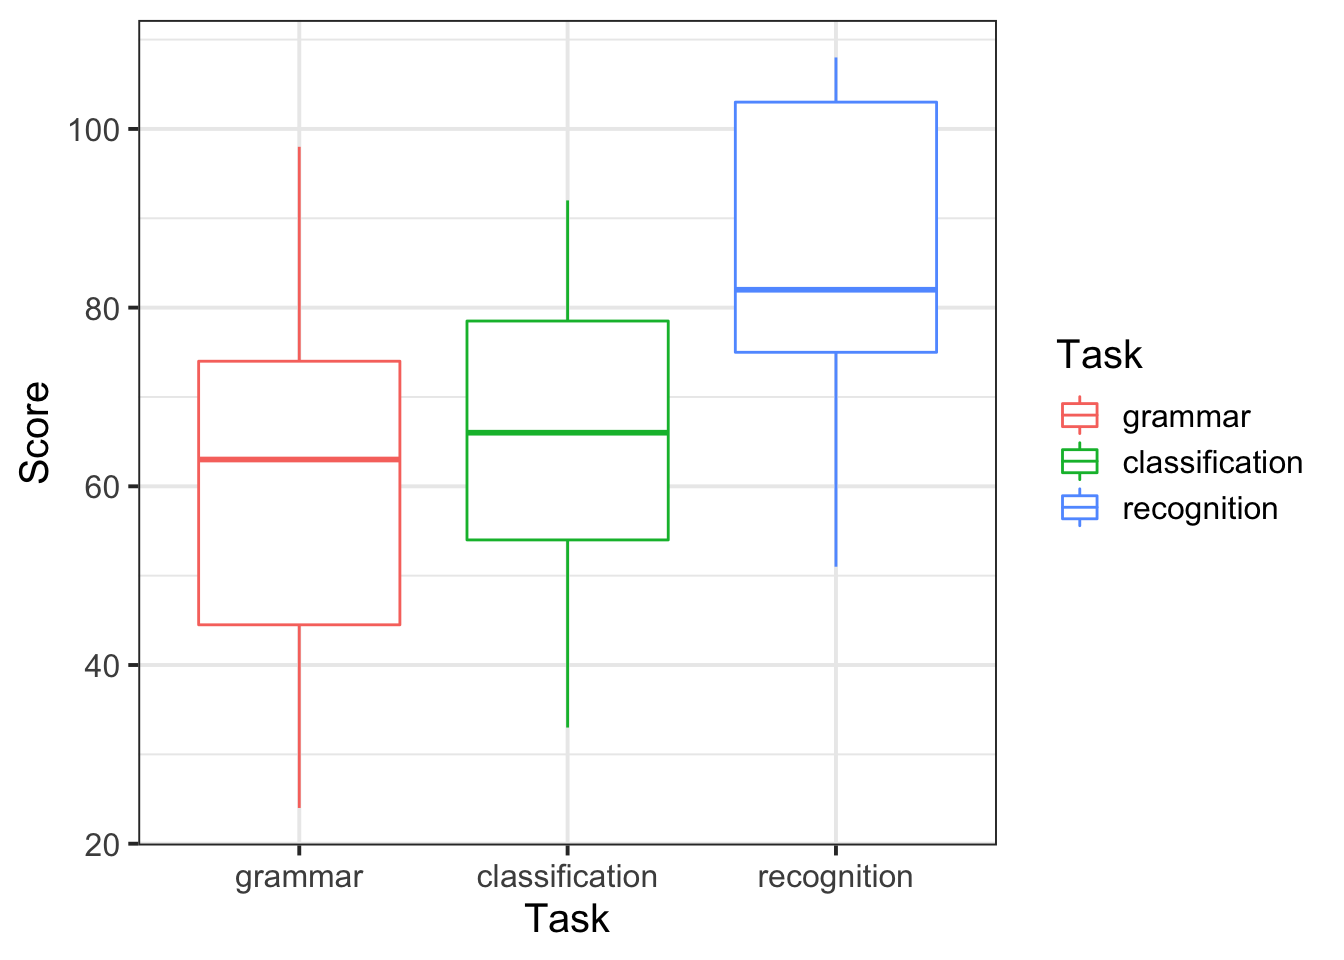 Score
100
80
60
40
20
grammar classification recognition
Task
Task
grammar
classification
recognition